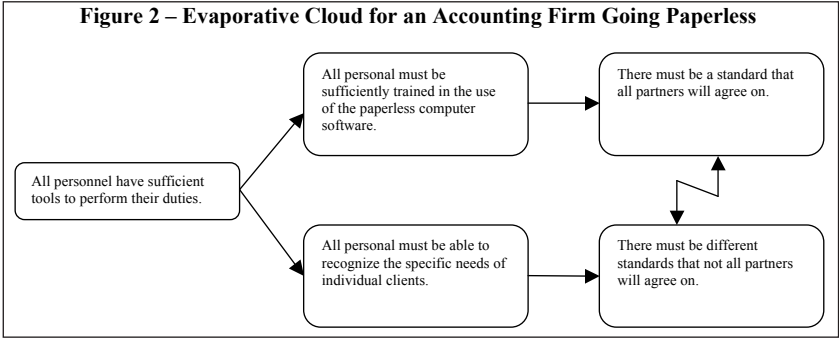 Figure 2 – Evaporative Cloud for an Accounting Firm Going Paperless
All personal must be
sufficiently trained in the use
of the paperless computer
software.
There must be a standard that
all partners will agree on.
All personnel have sufficient
tools to perform their duties.
All personal must be able to
recognize the specific needs of
individual clients.
There must be different
standards that not all partners
will agree on.